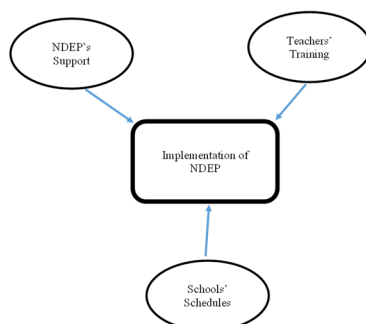 NDEP's
Support
Teachers'
Training
Implementation of
NDEP
Schools'
Schedules